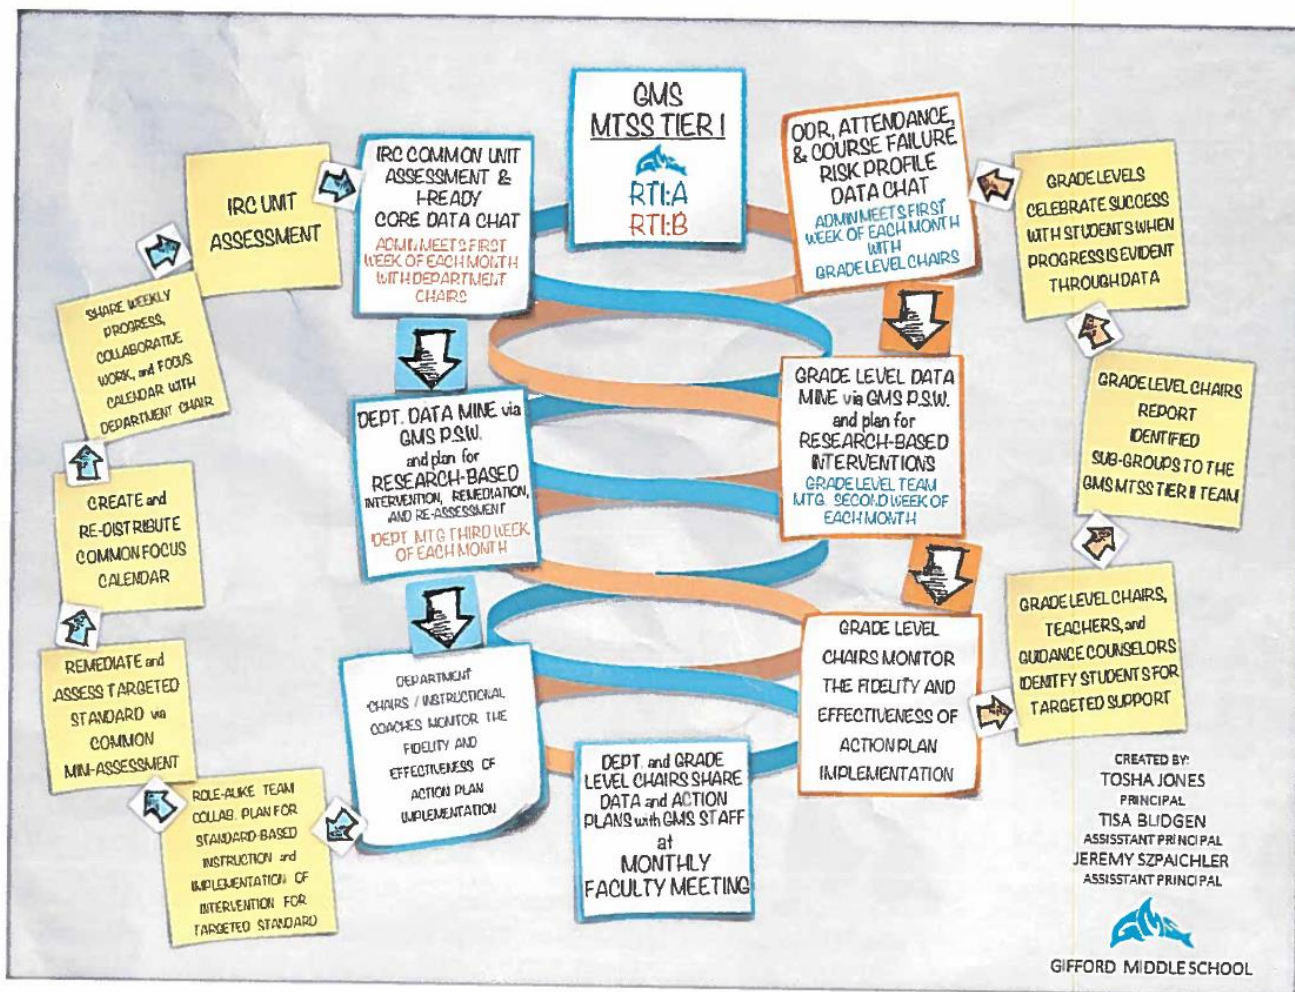 GMS
MTSS TIER I
GMS
RTI:A
RTI:B
IRC COMMON UNIT
ASSESSMENT &
I-READY
CORE DATA CHAT
ADMIN MEETS FIRST
WEEK OF EACH MONTH
WITH DEPARTMENT
CHAIRS
ODR, ATTENDANCE,
& COURSE FAILURE
RISK PROFILE
DATA CHAT
ADMIN MEETS FIRST
WEEK OF EACH MONTH
WITH
GRADE LEVEL CHAIRS
IRC UNIT
ASSESSMENT
GRADE LEVELS
CELEBRATE SUCCESS
WITH STUDENTS WHEN
PROGRESS IS EVIDENT
THROUGH DATA
SHARE WEEKLY
PROGRESS,
COLLABORATIVE
WORK, and FOCUS
CALENDAR WITH
DEPARTMENT CHAIR
DEPT. DATA MINE via
GMS P.S.W.
and plan for
RESEARCH-BASED
INTERVENTION, REMEDIATION,
AND RE-ASSESSMENT
DEPT MTG THIRD WEEK
OF EACH MONTH
GRADE LEVEL DATA
MINE via GMS P.S.W.
and plan for
RESEARCH-BASED
INTERVENTIONS
GRADE LEVEL TEAM
MTG. SECOND WEEK OF
EACH MONTH
GRADE LEVEL CHAIRS
REPORT
IDENTIFIED
SUB-GROUPS TO THE
GMS MTSS TIER II TEAM
CREATE and
RE-DISTRIBUTE
COMMON FOCUS
CALENDAR
GRADE LEVEL CHAIRS,
TEACHERS, and
GUIDANCE COUNSELORS
IDENTIFY STUDENTS FOR
TARGETED SUPPORT
REMEDIATE and
ASSESS TARGETED
STANDARD via
COMMON
MINI-ASSESSMENT
DEPARTMENT
CHAIRS / INSTRUCTIONAL
COACHES MONITOR THE
FIDELITY AND
EFFECTIVENESS OF
ACTION PLAN
IMPLEMENTATION
GRADE LEVEL
CHAIRS MONITOR
THE FIDELITY AND
EFFECTIVENESS OF
ACTION PLAN
IMPLEMENTATION
ROLE-ALIKE TEAM
COLLAB. PLAN FOR
STANDARD-BASED
INSTRUCTION and
IMPLEMENTATION OF
INTERVENTION FOR
TARGETED STANDARD
DEPT. and GRADE
LEVEL CHAIRS SHARE
DATA and ACTION
PLANS with GMS STAFF
at
MONTHLY
FACULTY MEETING
CREATED BY:
TOSHA JONES
PRINCIPAL
TISA BLIDGEN
ASSISTANT PRINCIPAL
JEREMY SZPAICHLER
ASSISTANT PRINCIPAL
GMS
GIFFORD MIDDLE SCHOOL